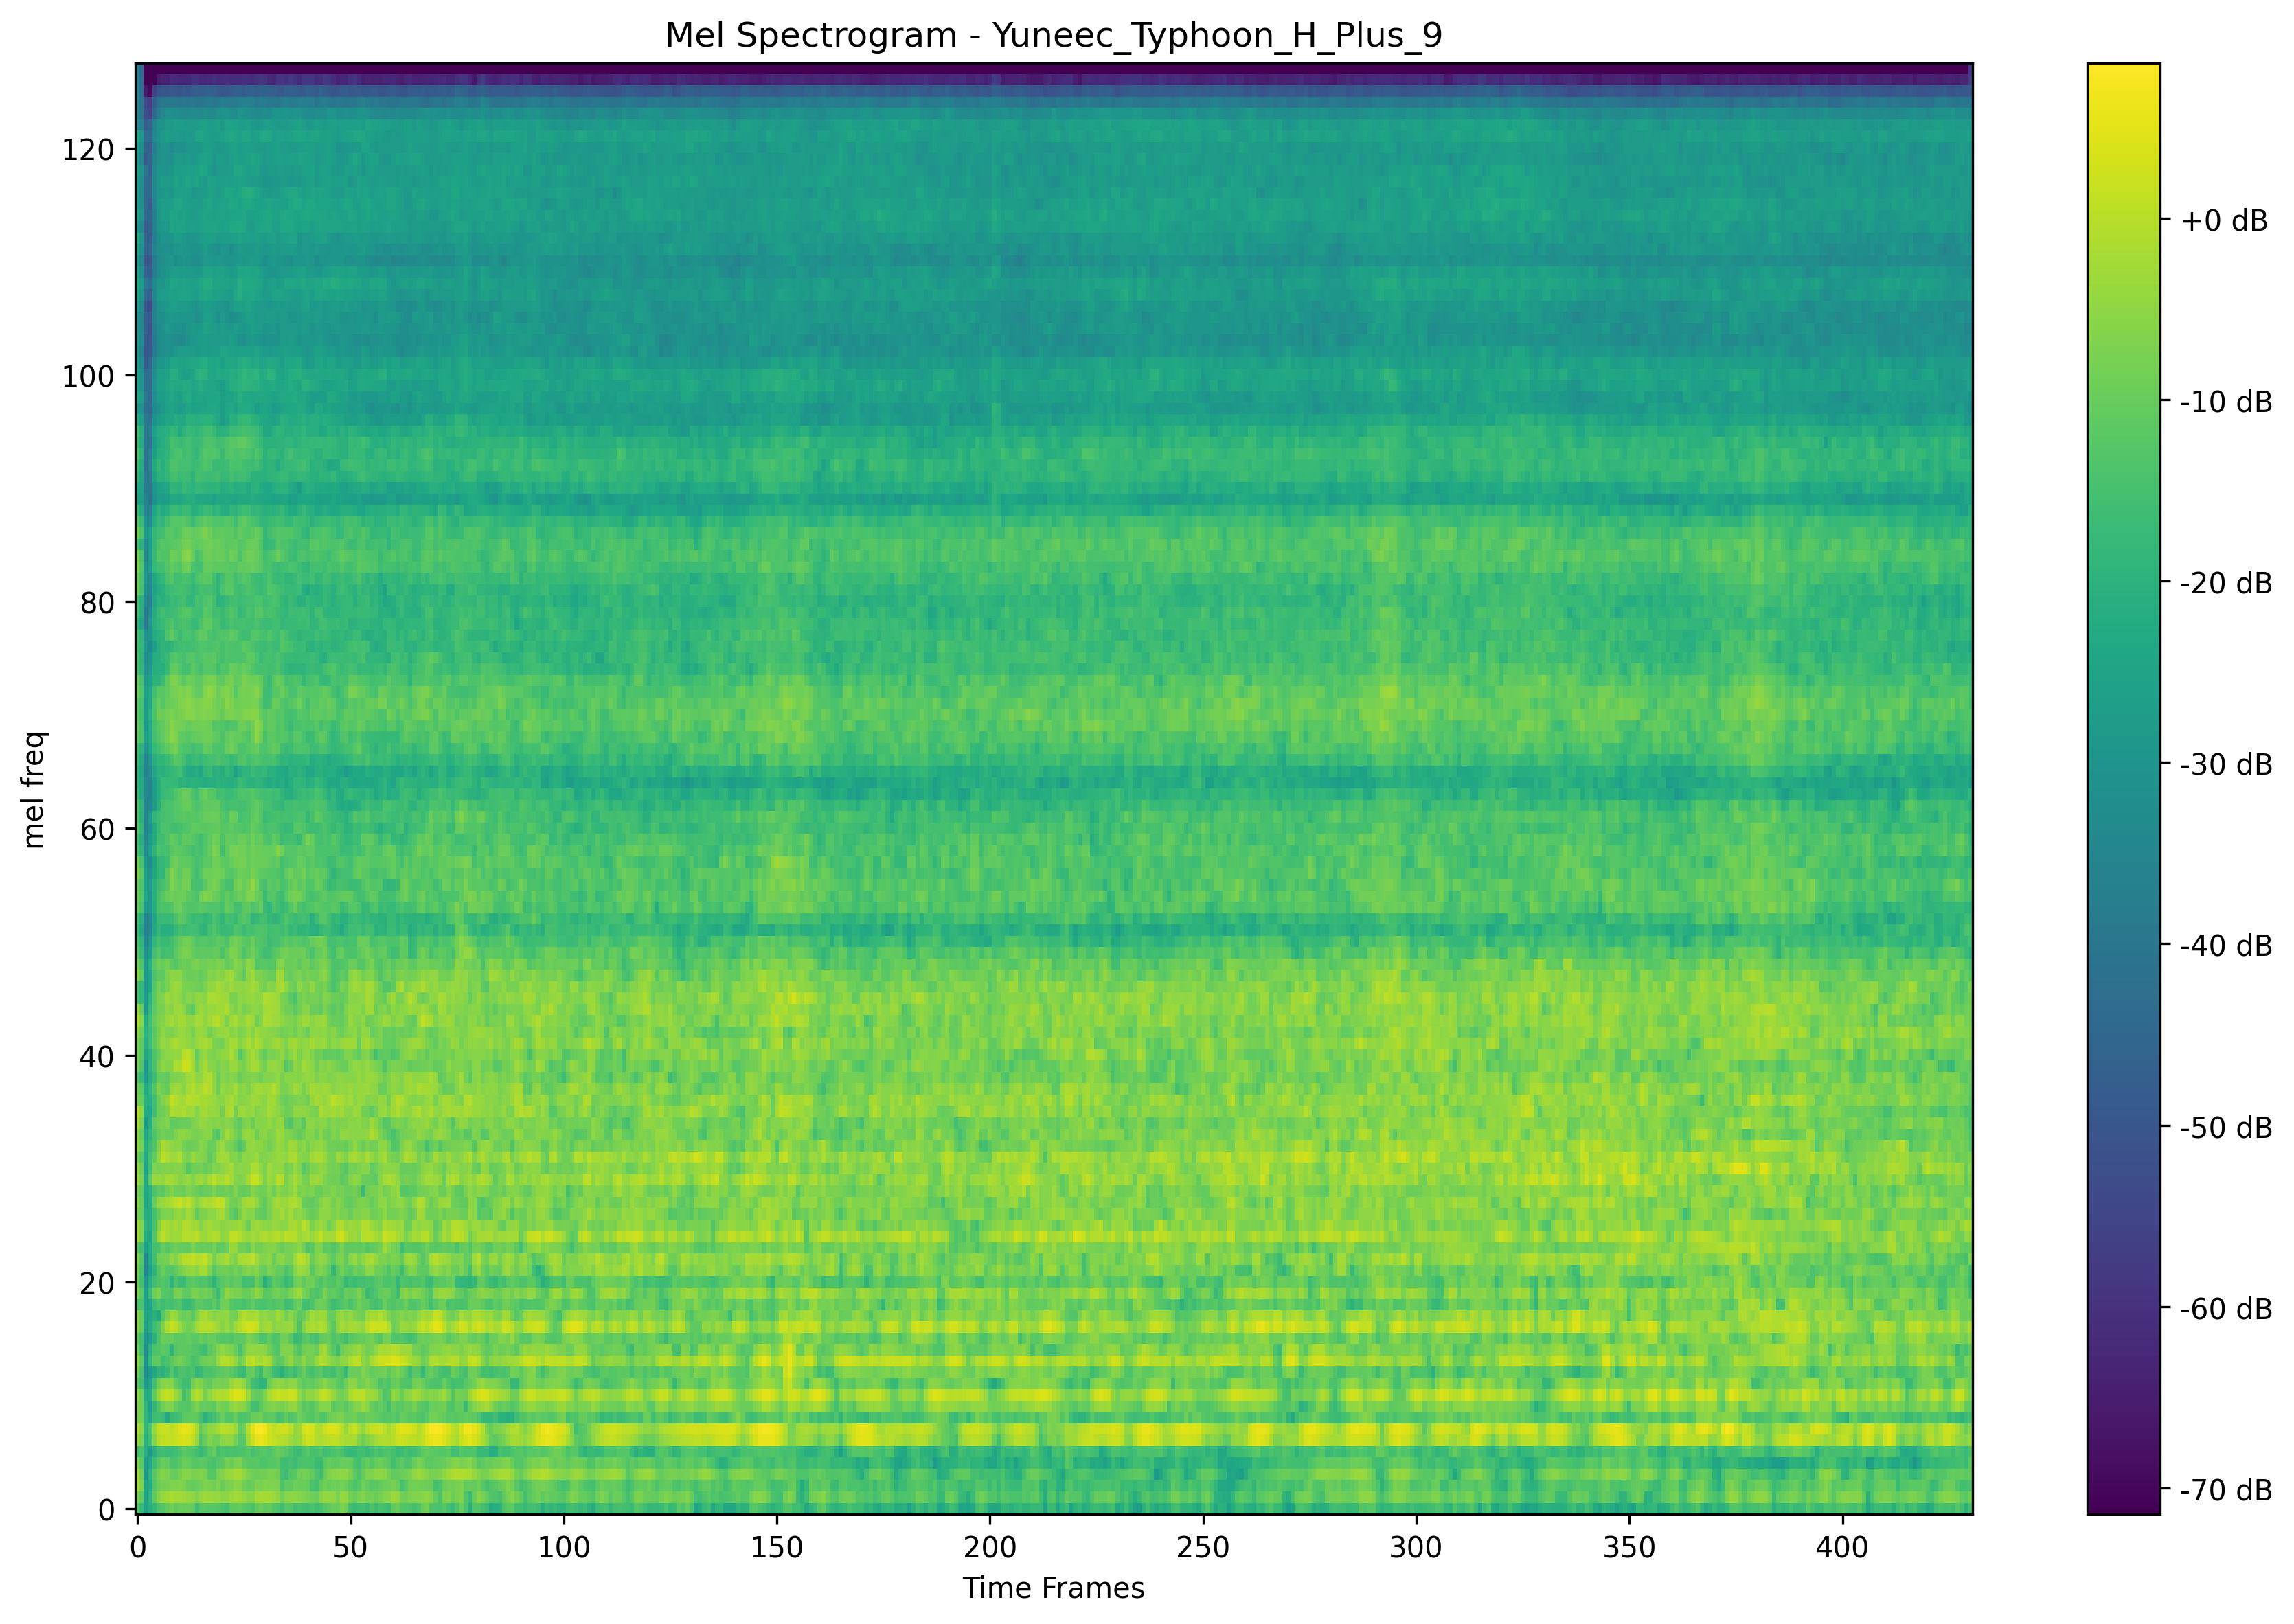 Mel Spectrogram - Yuneec_Typhoon_H_Plus_9
mel freq
120
100
80
60
40
20
0
0 50 100 150 200 250 300 350 400
Time Frames
+0 dB
-10 dB
-20 dB
-30 dB
-40 dB
-50 dB
-60 dB
-70 dB